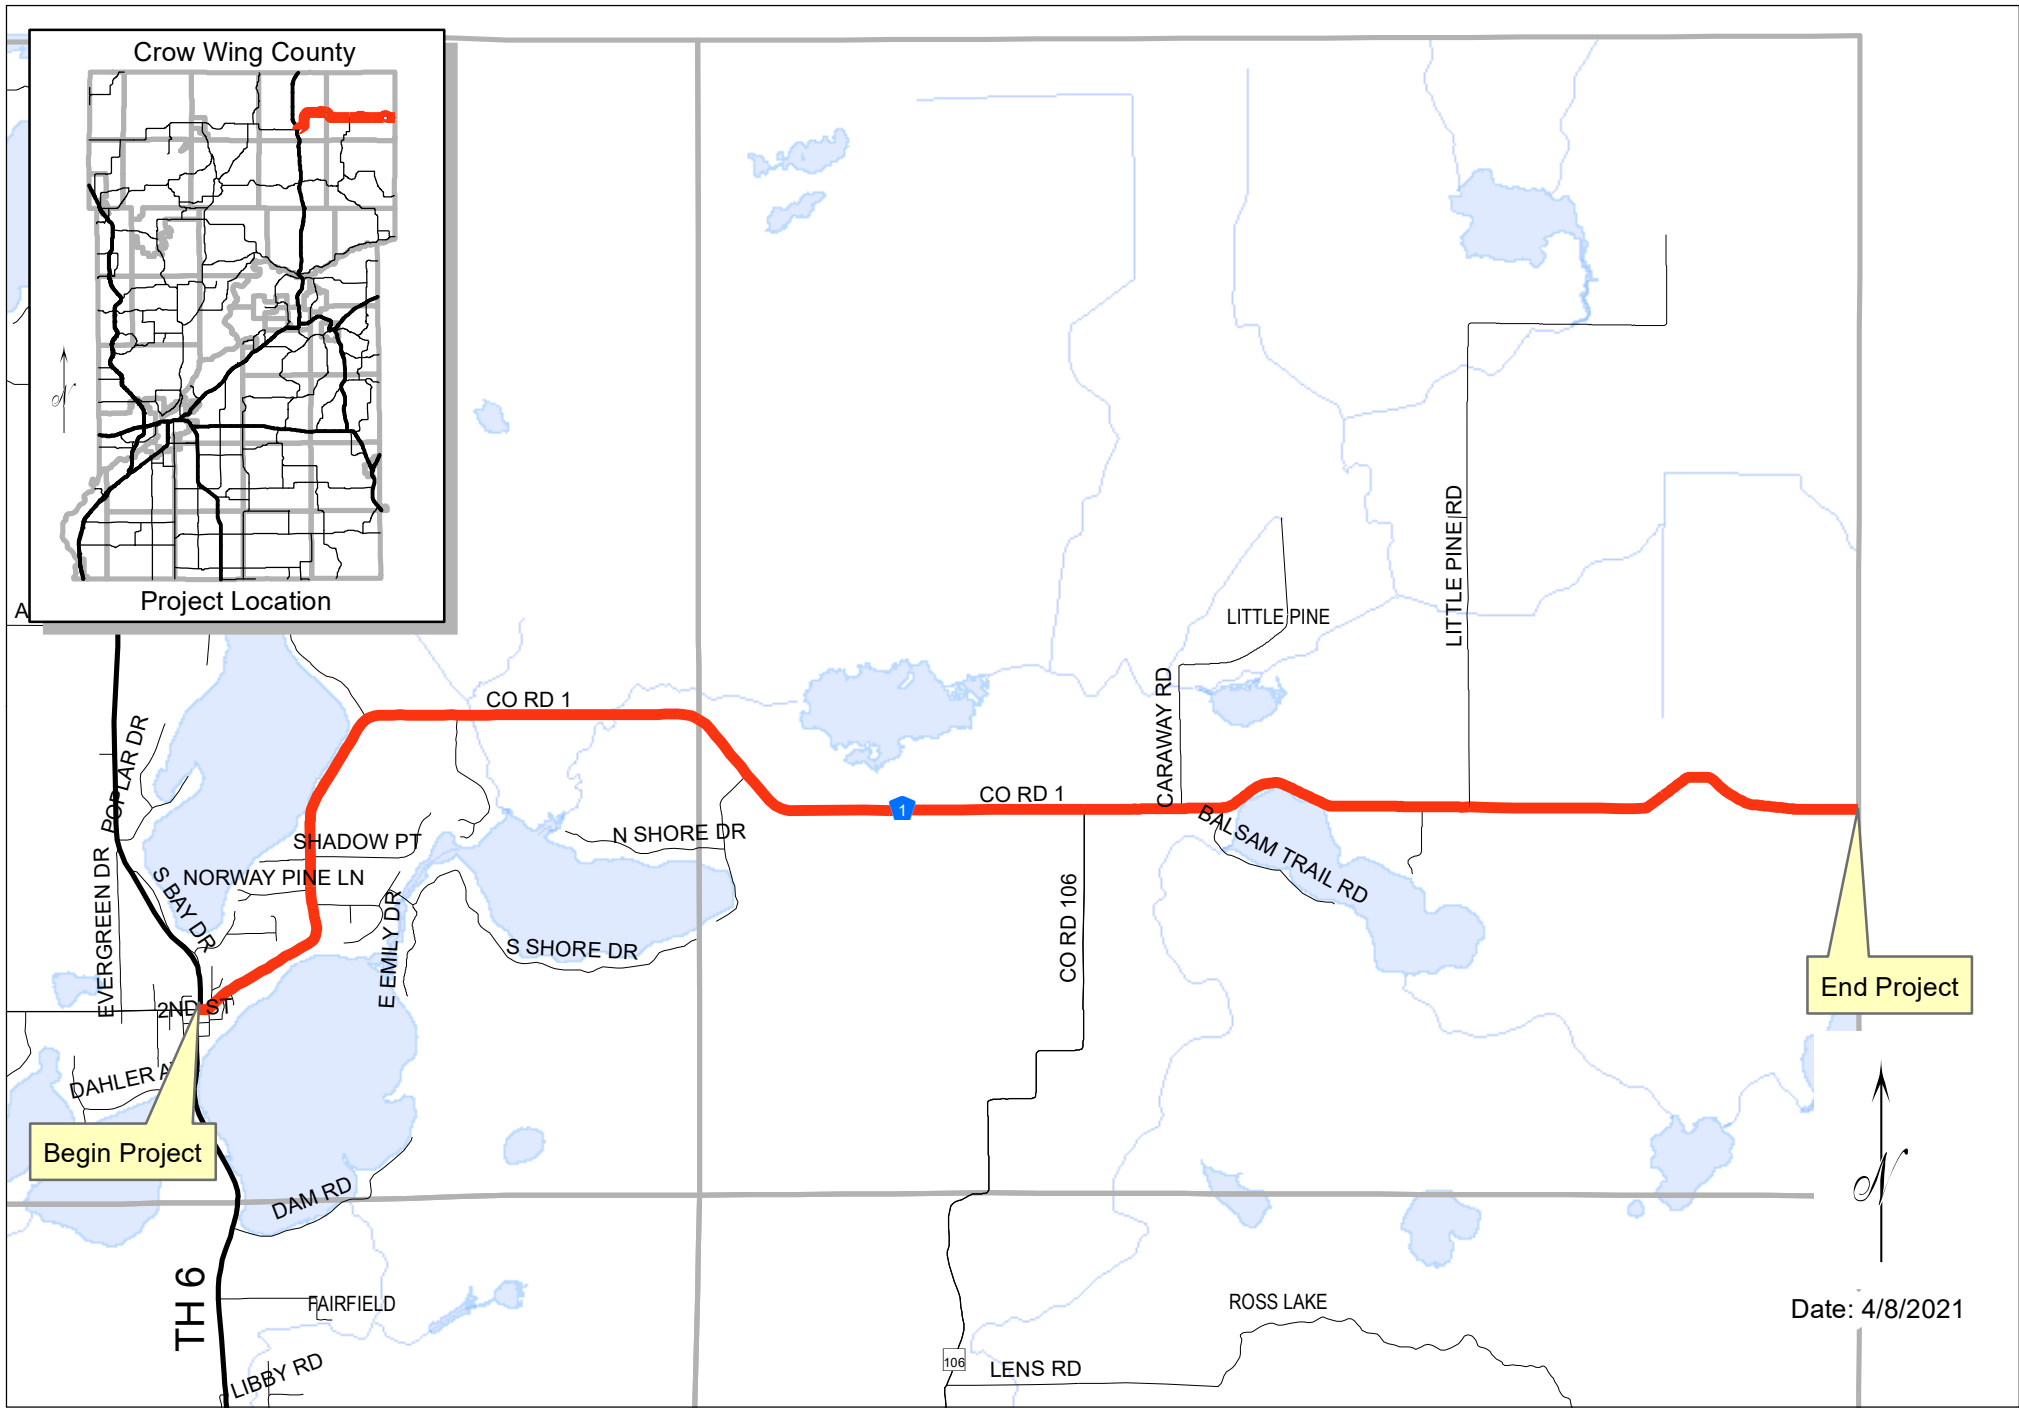 Crow Wing County
N
Project Location
A
LITTLE PINE RD
LITTLE PINE
CARAWAY RD
CO RD 1
POPLAR DR
CO RD 1
1
SHADOW PT
N SHORE DR
BALSAM TRAIL RD
NORWAY PINE LN
S BAY DR
EVERGREEN DR
E EMILY DR
S SHORE DR
CO RD 106
2ND ST
End Project
DAHLER A
Begin Project
N
DAM RD
TH 6
FAIRFIELD
ROSS LAKE
Date: 4/8/2021
106
LENS RD
LIBBY RD